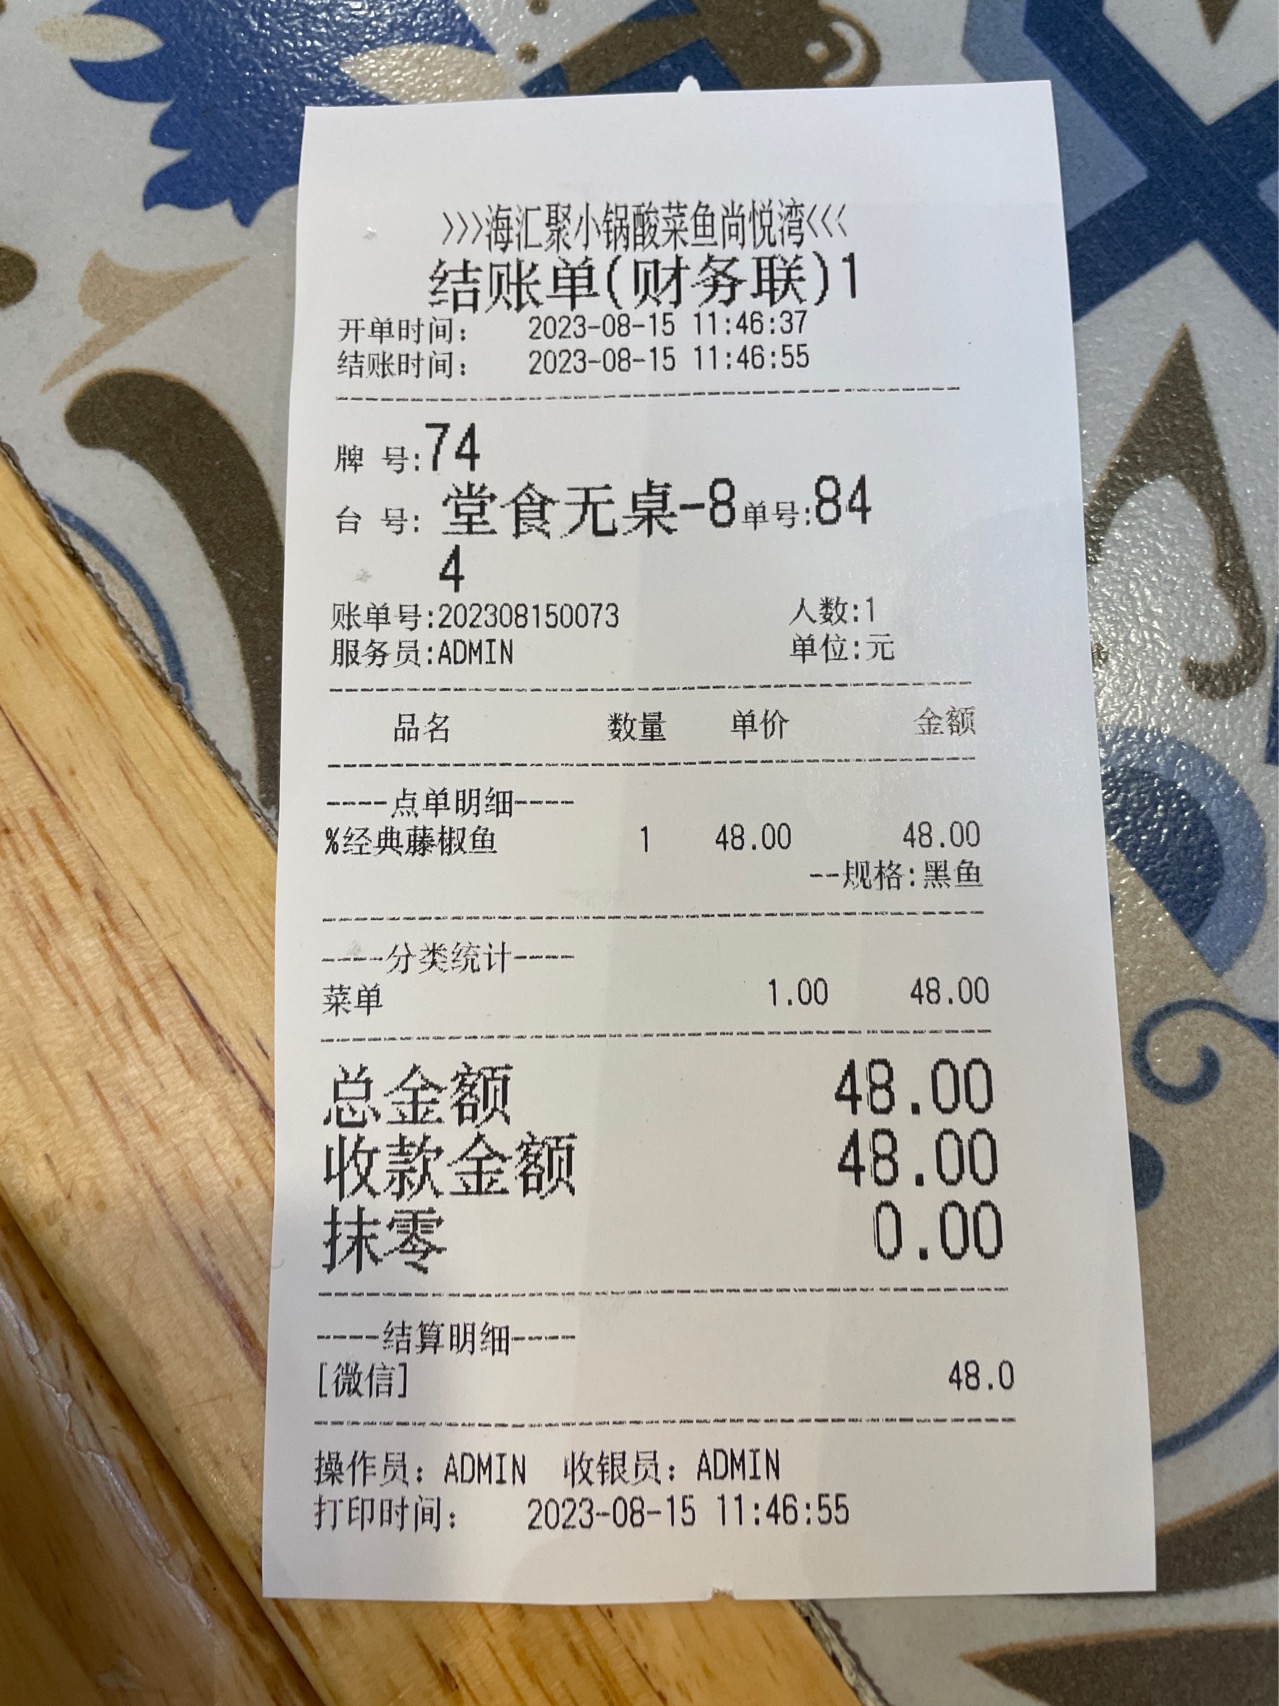 >>>海汇聚小锅酸菜鱼尚悦湾<<<
结账单(财务联)1
开单时间： 2023-08-15 11:46:37
结账时间： 2023-08-15 11:46:55
牌 号:74
台 号: 堂食无桌-8单号:84
4
账单号:202308150073 人数:1
服务员:ADMIN 单位:元
品名 数量 单价 金额
----点单明细----
%经典藤椒鱼 1 48.00 48.00
--规格:黑鱼
----分类统计----
菜单 1.00 48.00
总金额 48.00
收款金额 48.00
抹零 0.00
----结算明细----
[微信] 48.0
操作员：ADMIN 收银员：ADMIN
打印时间： 2023-08-15 11:46:55